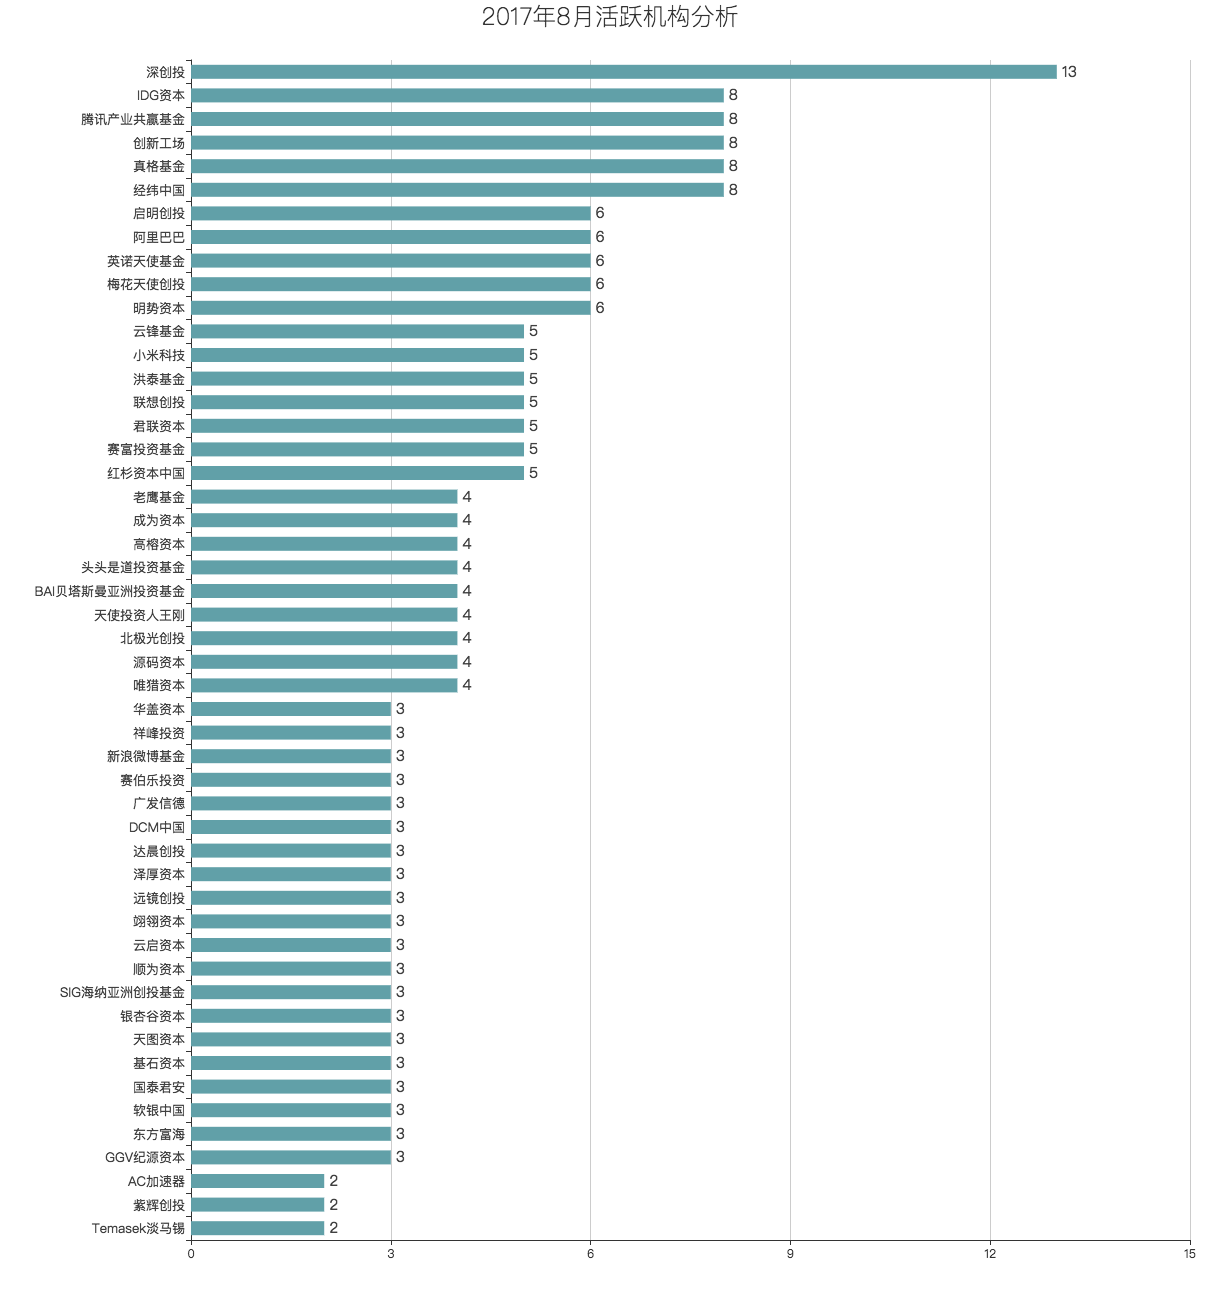 2017年8月活跃机构分析
深创投 13
IDG资本 8
腾讯产业共赢基金 8
创新工场 8
真格基金 8
经纬中国 8
启明创投 6
阿里巴巴 6
英诺天使基金 6
梅花天使创投 6
明势资本 6
云锋基金 5
小米科技 5
洪泰基金 5
联想创投 5
君联资本 5
赛富投资基金 5
红杉资本中国 5
老鹰基金 4
成为资本 4
高榕资本 4
头头是道投资基金 4
BAI贝塔斯曼亚洲投资基金 4
天使投资人王刚 4
北极光创投 4
源码资本 4
唯猎资本 4
华盖资本 3
祥峰投资 3
新浪微博基金 3
赛伯乐投资 3
广发信德 3
DCM中国 3
达晨创投 3
泽厚资本 3
远镜创投 3
翊翎资本 3
云启资本 3
顺为资本 3
SIG海纳亚洲创投基金 3
银杏谷资本 3
天图资本 3
基石资本 3
国泰君安 3
软银中国 3
东方富海 3
GGV纪源资本 3
AC加速器 2
紫辉创投 2
Temasek淡马锡 2
0 3 6 9 12 15